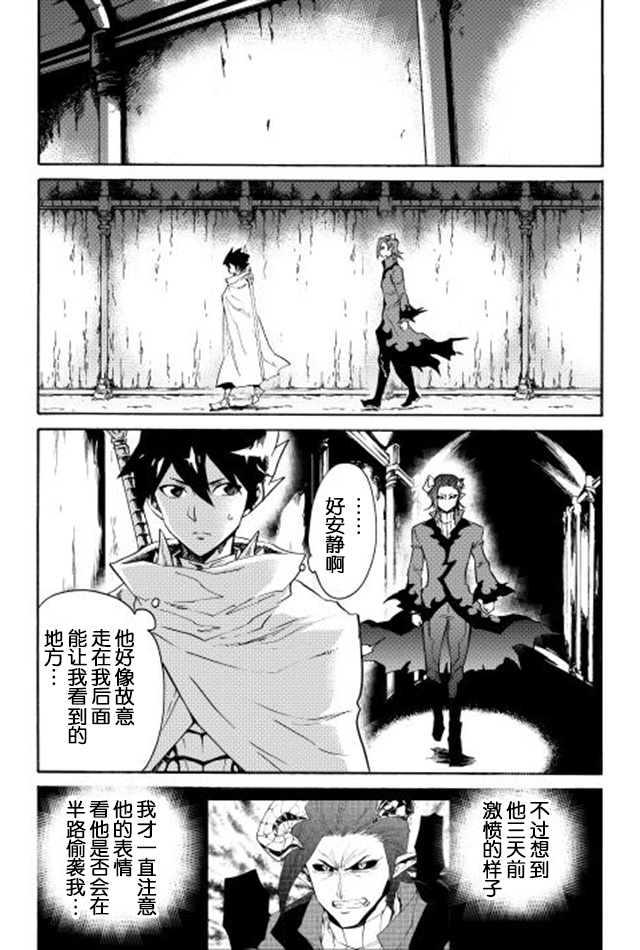 ……
好安静啊
他好像故意
走在我后面
能让我看到的
地方…
不过想到
他三天前
激愤的样子
我才一直注意
他的表情
看他是否会在
半路偷袭我…